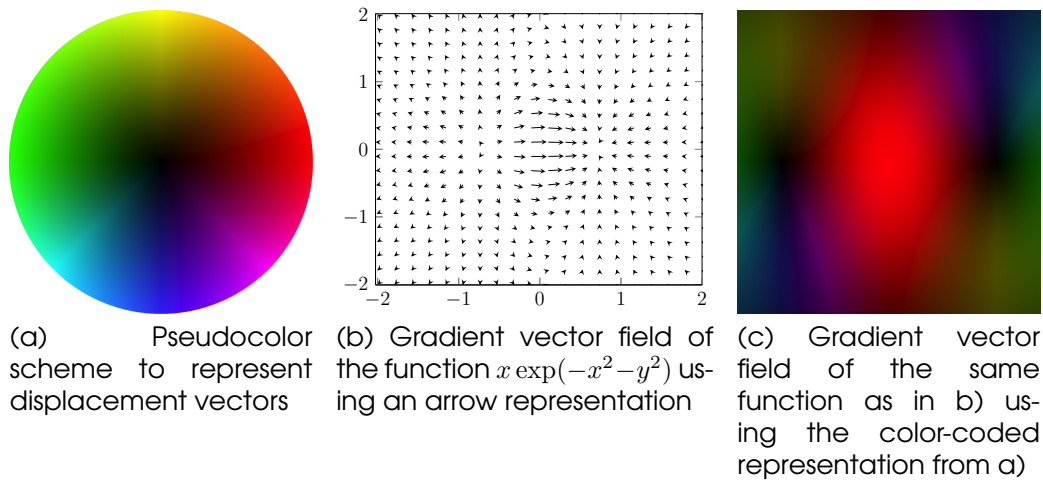 2
1
0
−1
−2
−2 −1 0 1 2
(a) Pseudocolor
scheme to represent
displacement vectors
(b) Gradient vector field of
the function x exp(−x²−y²) us-
ing an arrow representation
(c) Gradient vector
field of the same
function as in b) us-
ing the color-coded
representation from a)